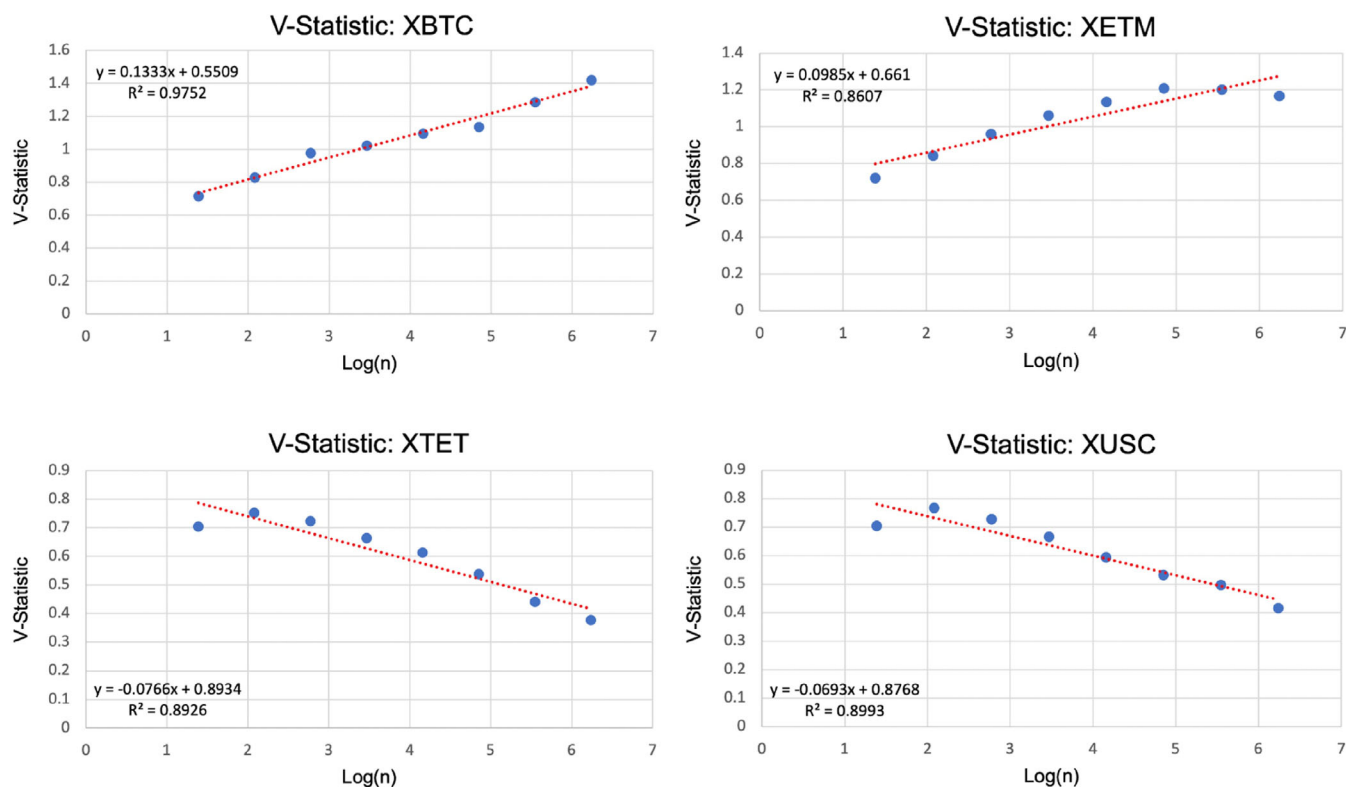 V-Statistic: XBTC
V-Statistic
1.6
1.4
1.2
1
0.8
0.6
0.4
0.2
0
y = 0.1333x + 0.5509
R² = 0.9752
0 1 2 3 4 5 6 7
Log(n)
V-Statistic: XETM
V-Statistic
1.4
1.2
1
0.8
0.6
0.4
0.2
0
y = 0.0985x + 0.661
R² = 0.8607
0 1 2 3 4 5 6 7
Log(n)
V-Statistic: XTET
V-Statistic
0.9
0.8
0.7
0.6
0.5
0.4
0.3
0.2
0.1
0
y = -0.0766x + 0.8934
R² = 0.8926
0 1 2 3 4 5 6 7
Log(n)
V-Statistic: XUSC
V-Statistic
0.9
0.8
0.7
0.6
0.5
0.4
0.3
0.2
0.1
0
y = -0.0693x + 0.8768
R² = 0.8993
0 1 2 3 4 5 6 7
Log(n)